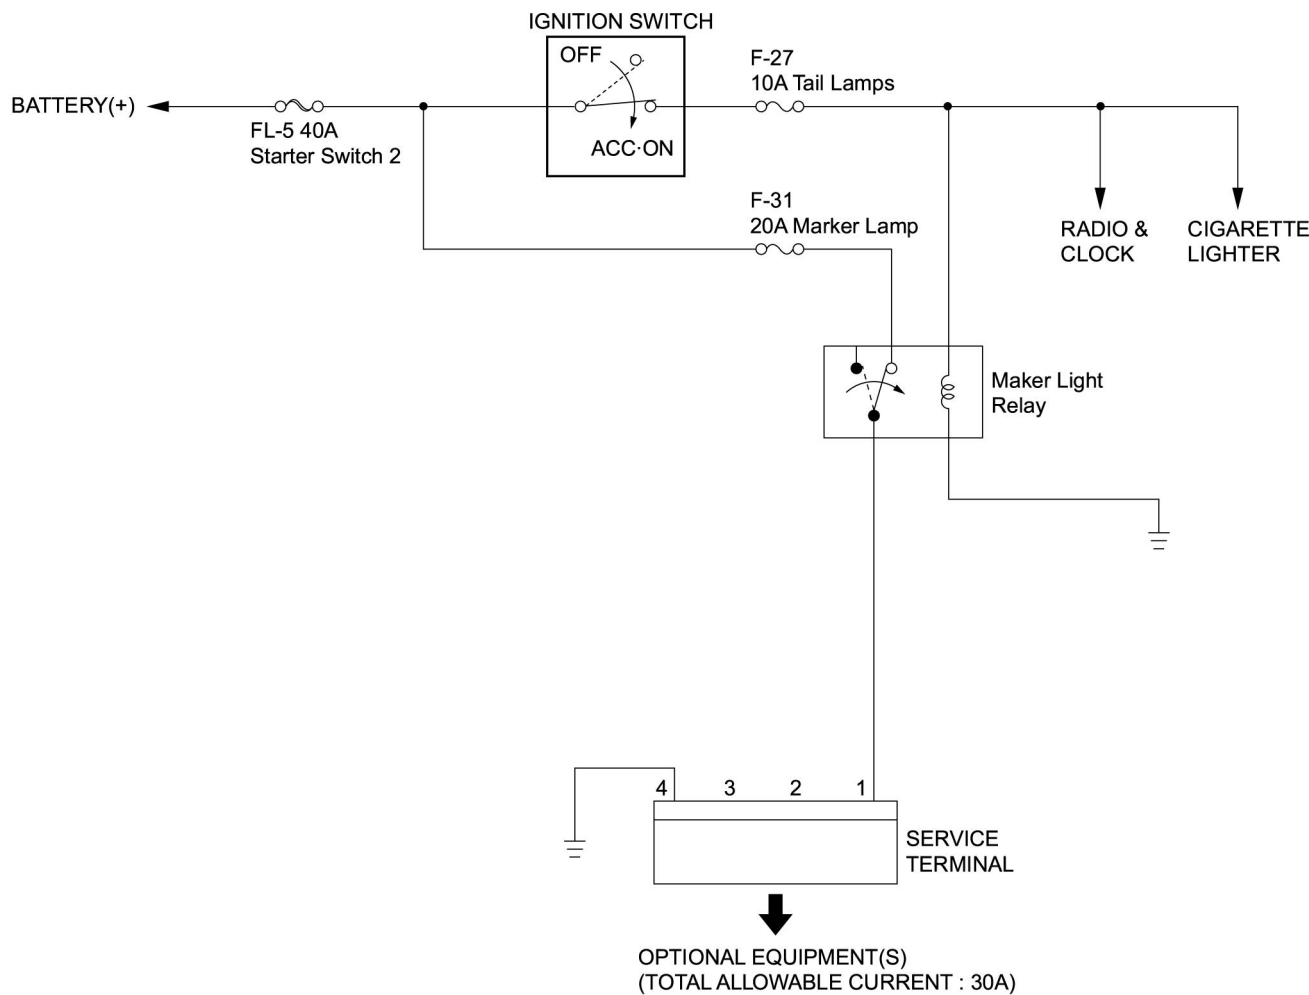 IGNITION SWITCH
OFF
ACC·ON
F-27
10A Tail Lamps
BATTERY(+)
FL-5 40A
Starter Switch 2
F-31
20A Marker Lamp
RADIO &
CLOCK
CIGARETTE
LIGHTER
Maker Light
Relay
4 3 2 1
SERVICE
TERMINAL
OPTIONAL EQUIPMENT(S)
(TOTAL ALLOWABLE CURRENT : 30A)